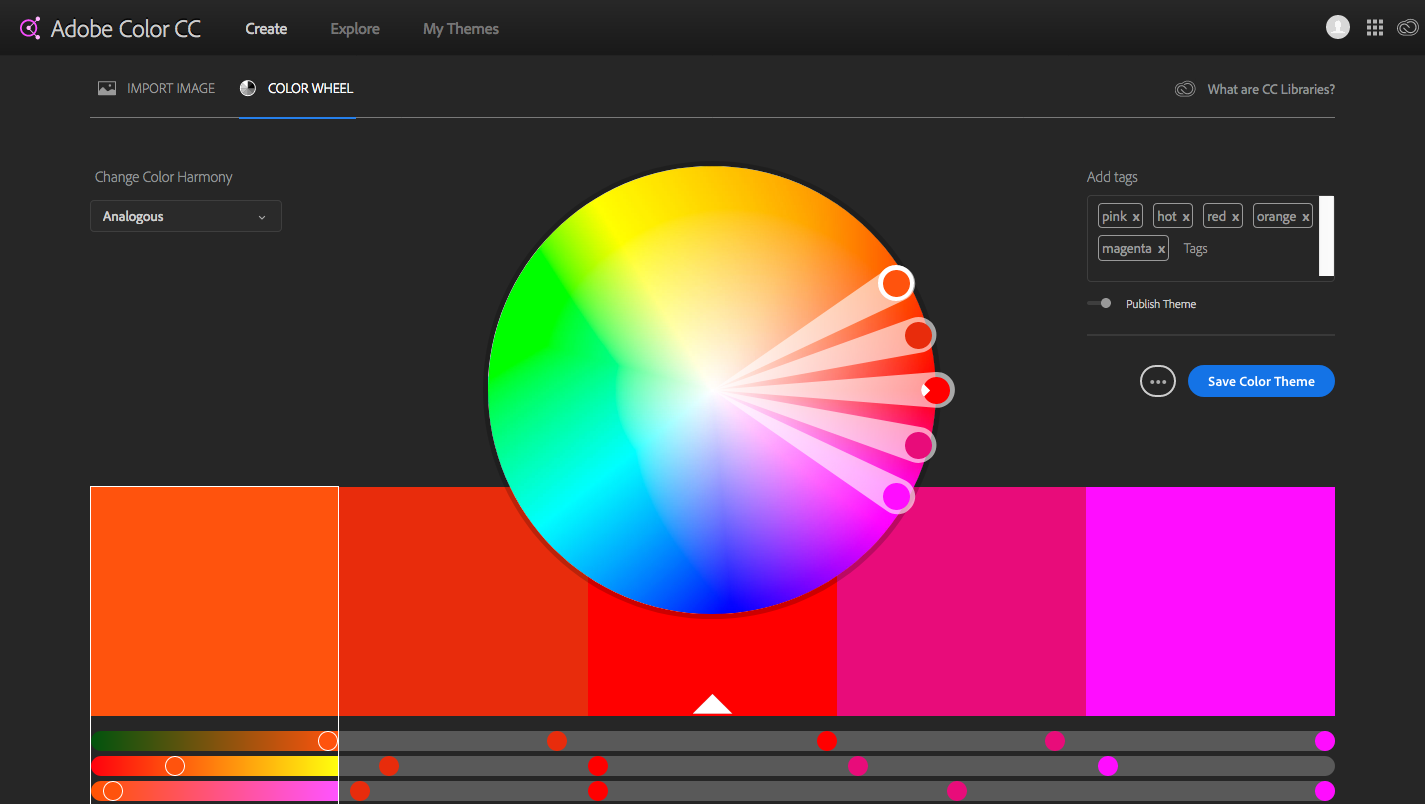 Adobe Color CC Create Explore My Themes
IMPORT IMAGE COLOR WHEEL What are CC Libraries?
Change Color Harmony Add tags
Analogous
pink x hot x red x orange x
magenta x Tags
Publish Theme
Save Color Theme